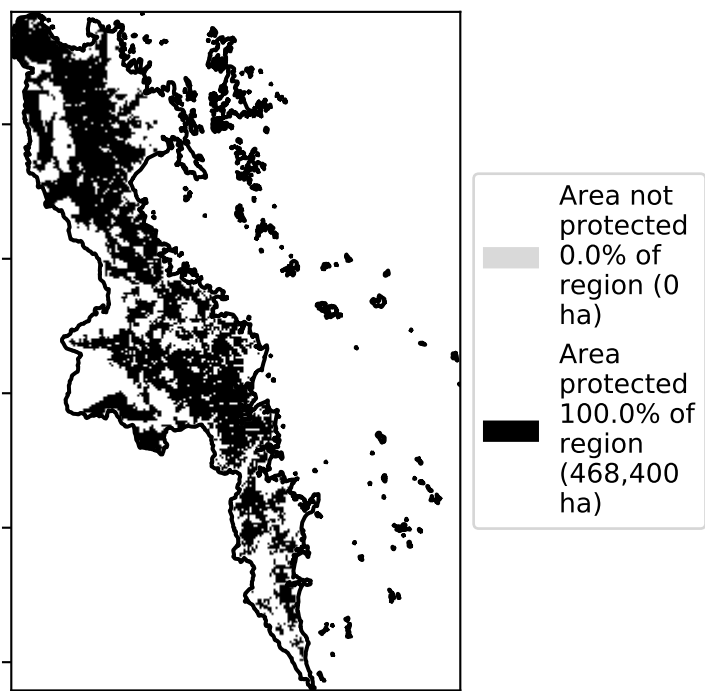 Area not
protected
0.0% of
region (0
ha)
Area
protected
100.0% of
region
(468,400
ha)